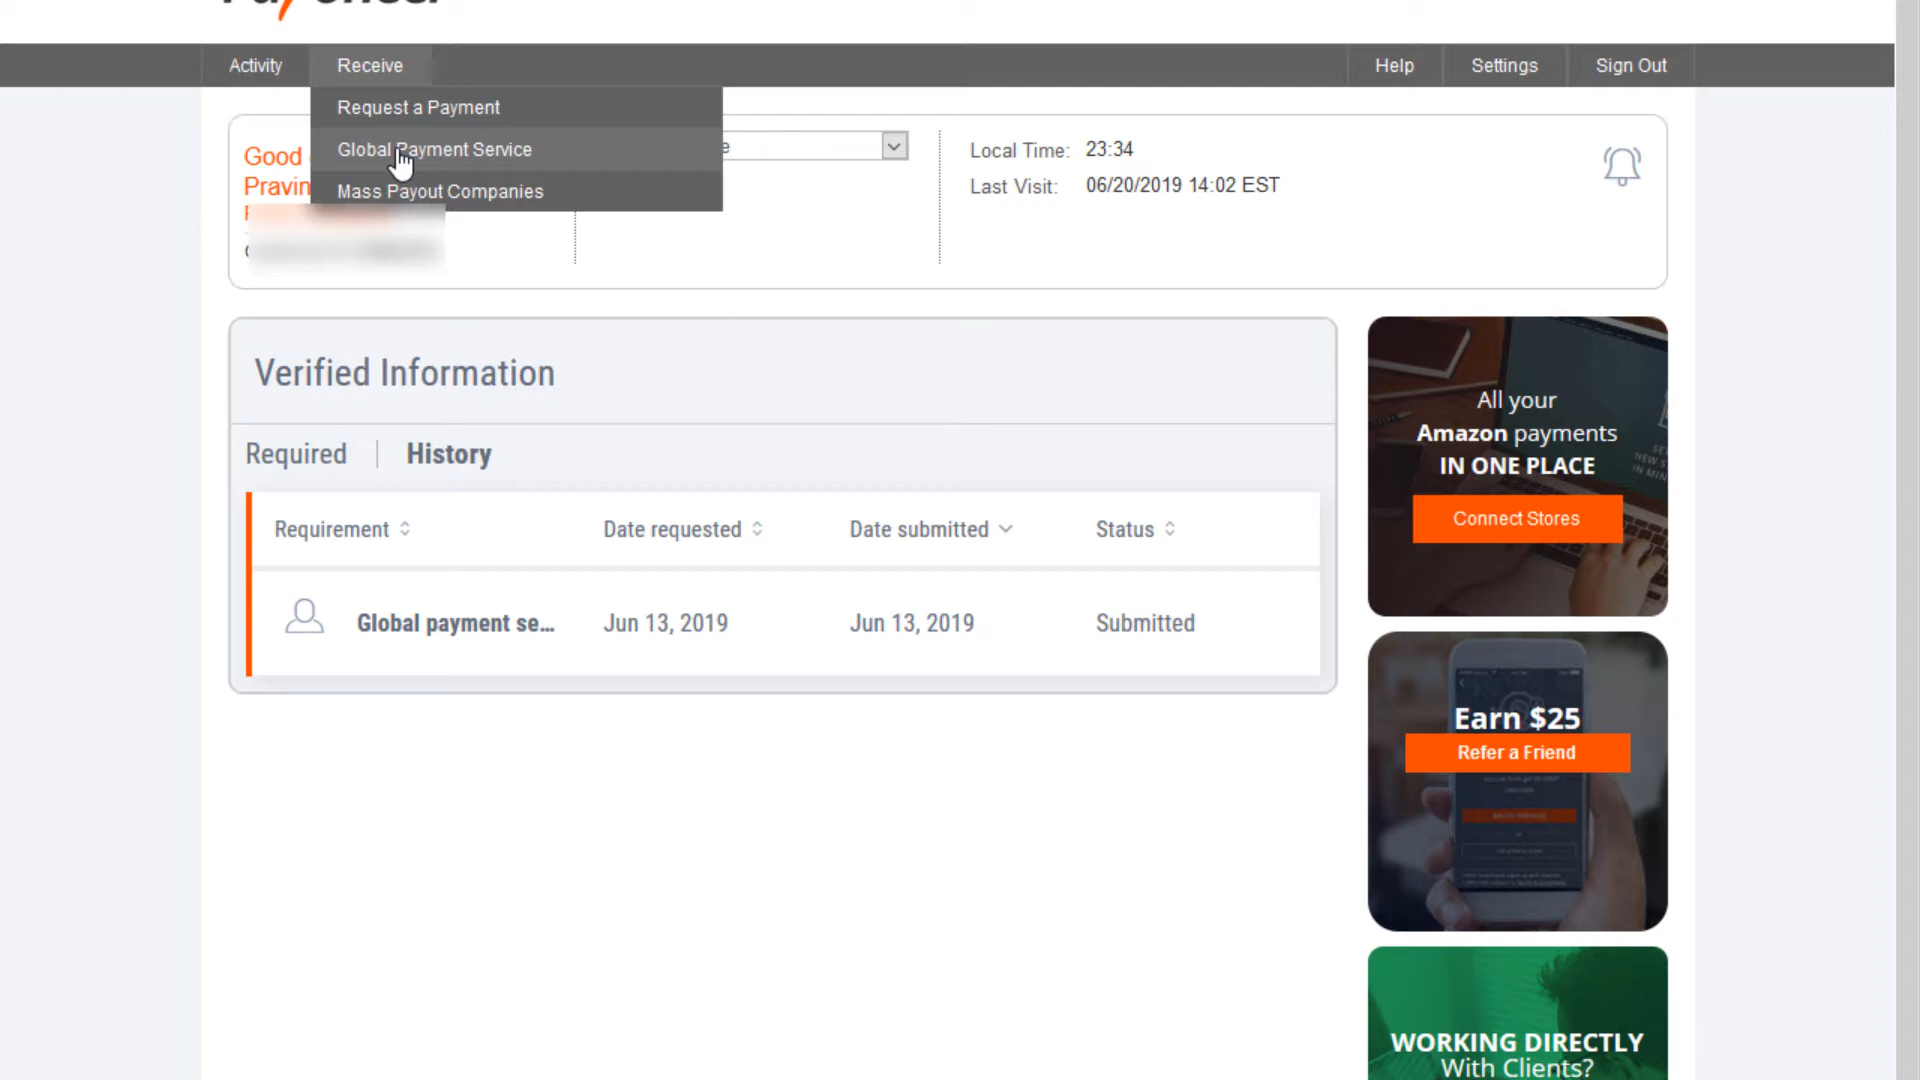 Activity
Receive
Help
Settings
Sign Out
Request a Payment
Global Payment Service
Mass Payout Companies
Good
Pravin
Local Time: 23:34
Last Visit: 06/20/2019 14:02 EST
Verified Information
Required | History
Requirement
Date requested
Date submitted
Status
Global payment se...
Jun 13, 2019
Jun 13, 2019
Submitted
All your
Amazon payments
IN ONE PLACE
Connect Stores
Earn $25
Refer a Friend
WORKING DIRECTLY
With Clients?